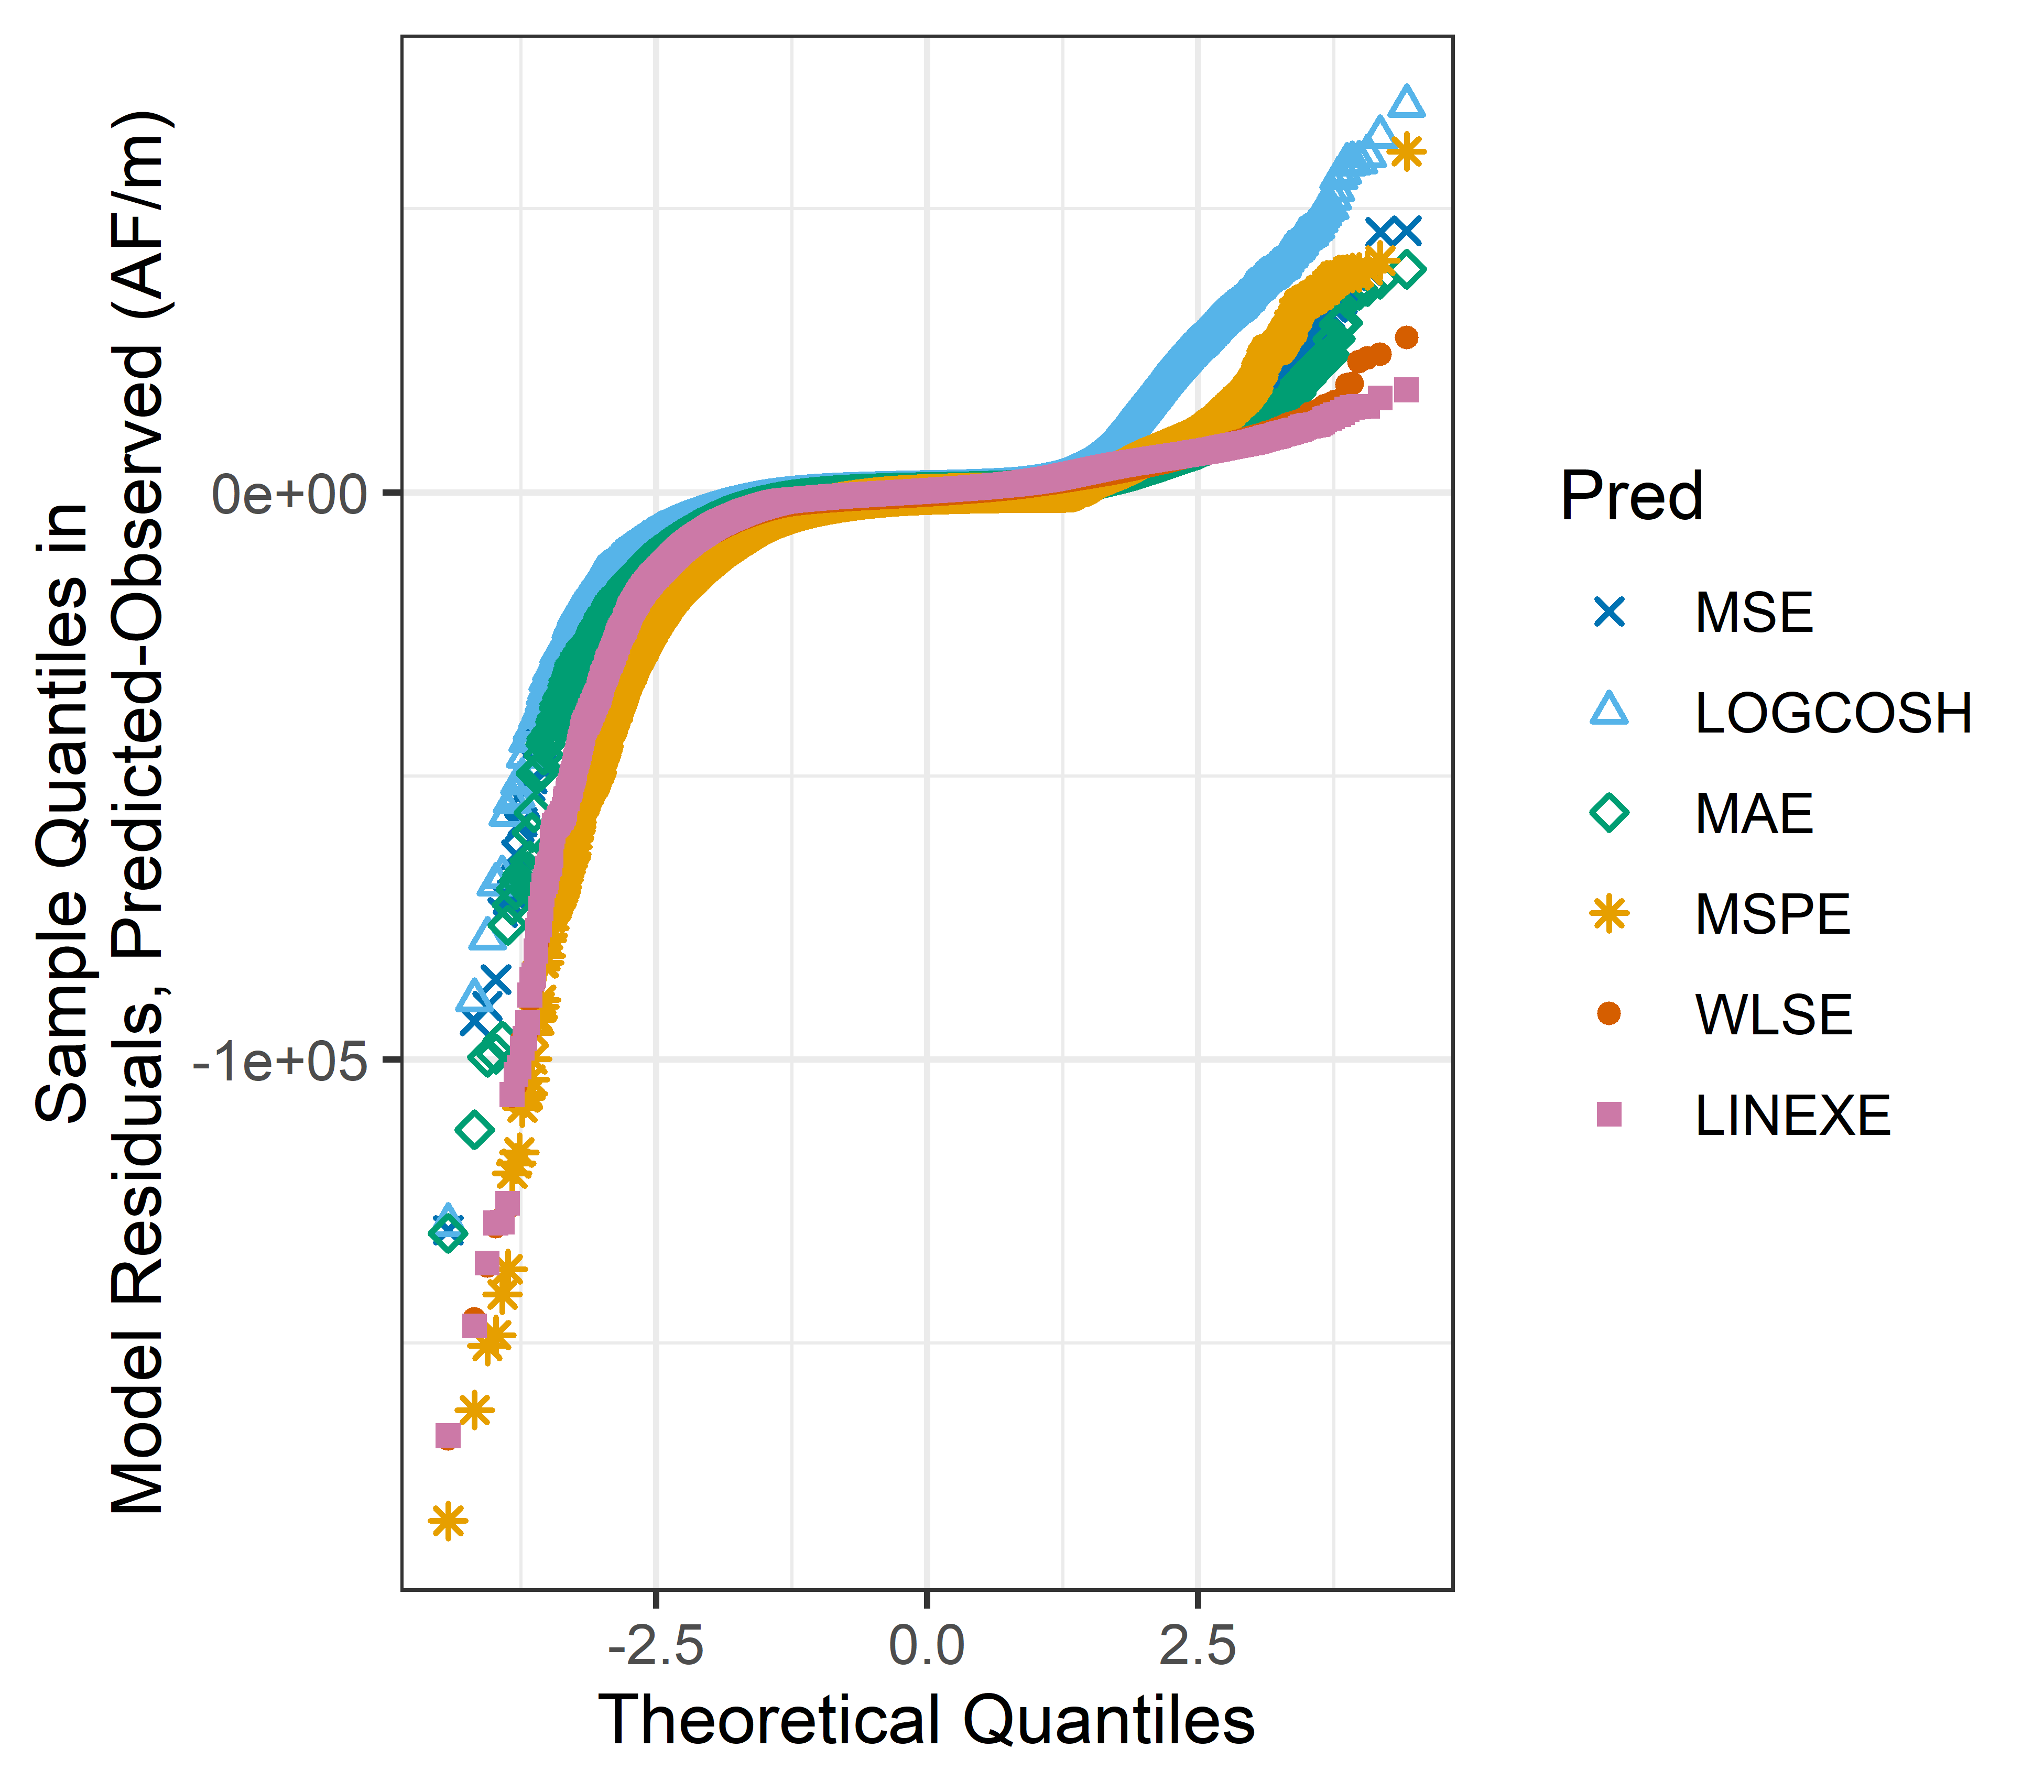 Sample Quantiles in
Model Residuals, Predicted-Observed (AF/m)
0e+00
-1e+05
-2.5
0.0
2.5
Theoretical Quantiles
Pred
MSE
LOGCOSH
MAE
MSPE
WLSE
LINEXE